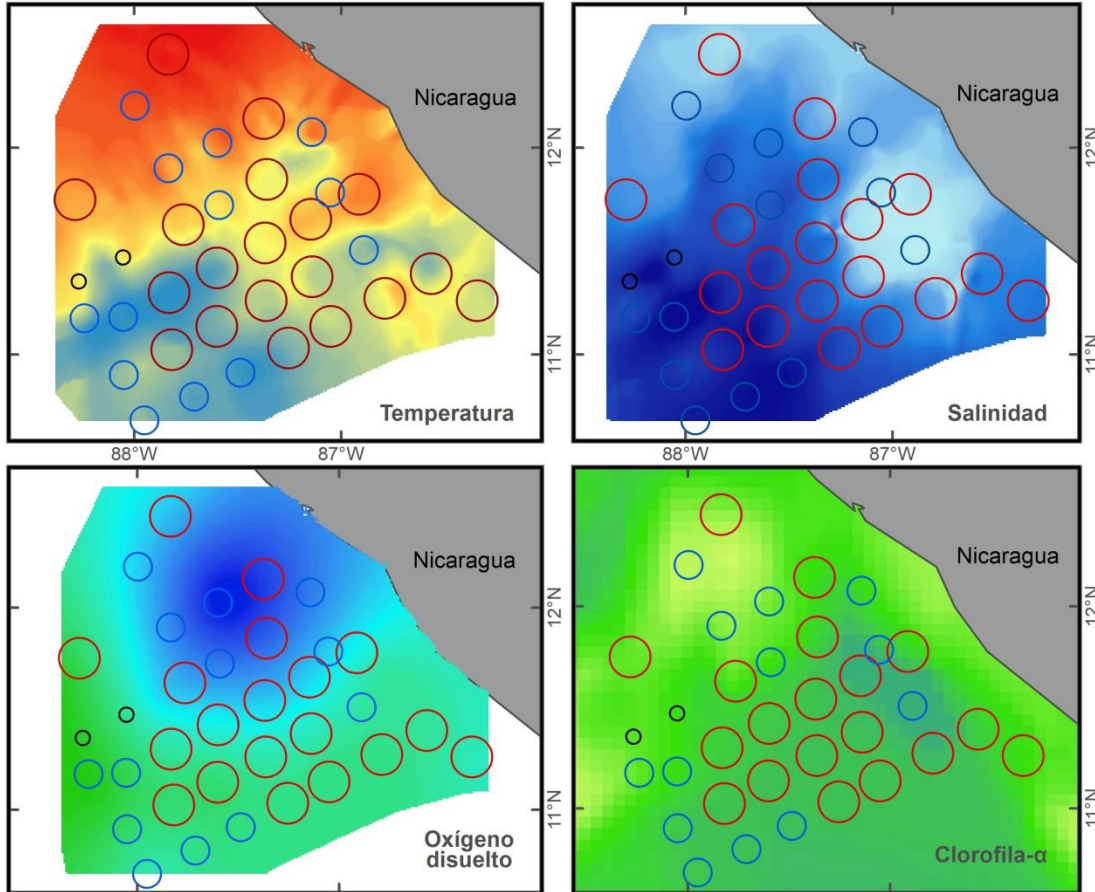 Nicaragua
Temperatura
Nicaragua
Salinidad
12°N
11°N
12°N
11°N
88°W
87°W
88°W
87°W
Nicaragua
Oxígeno
disuelto
Nicaragua
Clorofila-α
12°N
11°N
12°N
11°N